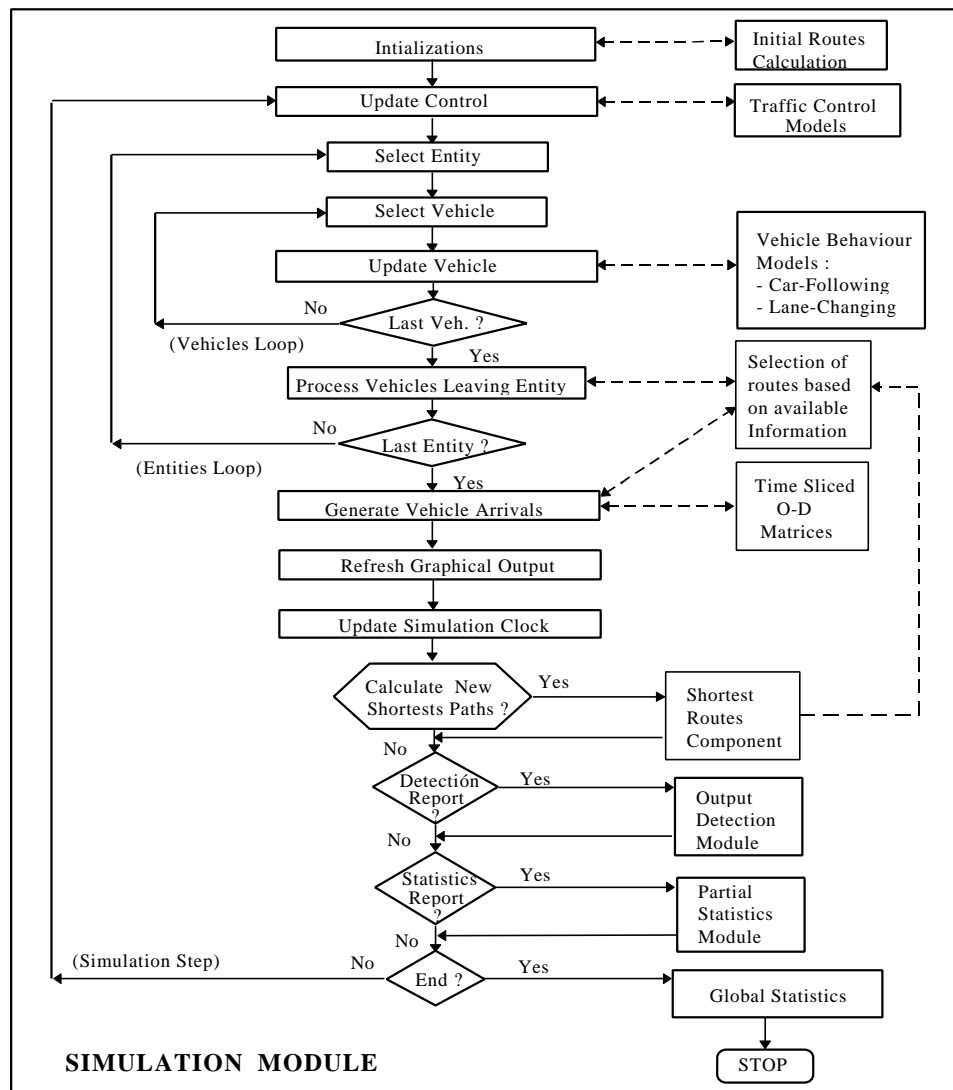 Intializations
Initial Routes
Calculation
Update Control
Traffic Control
Models
Select Entity
Select Vehicle
Update Vehicle
Vehicle Behaviour
Models :
- Car-Following
- Lane-Changing
No
Last Veh. ?
(Vehicles Loop)
Yes
Process Vehicles Leaving Entity
Selection of
routes based
on available
Information
No
Last Entity ?
(Entities Loop)
Yes
Generate Vehicle Arrivals
Time Sliced
O-D
Matrices
Refresh Graphical Output
Update Simulation Clock
Calculate New
Shortests Paths ?
Yes
Shortest
Routes
Component
No
Detección
Report
?
Yes
Output
Detection
Module
No
Statistics
Report
?
Yes
Partial
Statistics
Module
No
(Simulation Step)
No
End ?
Yes
Global Statistics
SIMULATION MODULE
STOP